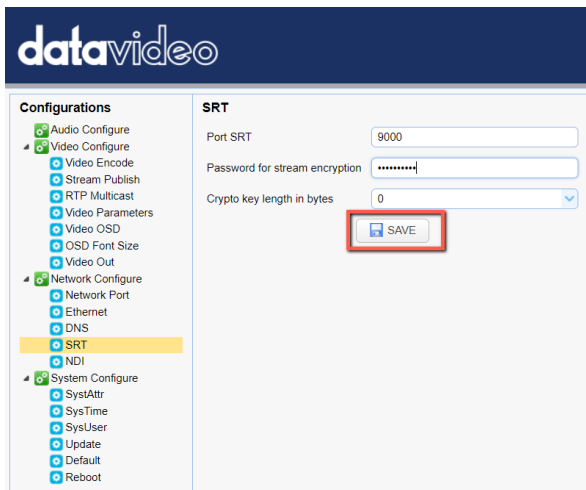 datavideo
Configurations
Audio Configure
Video Configure
Video Encode
Stream Publish
RTP Multicast
Video Parameters
Video OSD
OSD Font Size
Video Out
Network Configure
Network Port
Ethernet
DNS
SRT
NDI
System Configure
SystAttr
SysTime
SysUser
Update
Default
Reboot
SRT
Port SRT 9000
Password for stream encryption ••••••••••
Crypto key length in bytes 0
SAVE